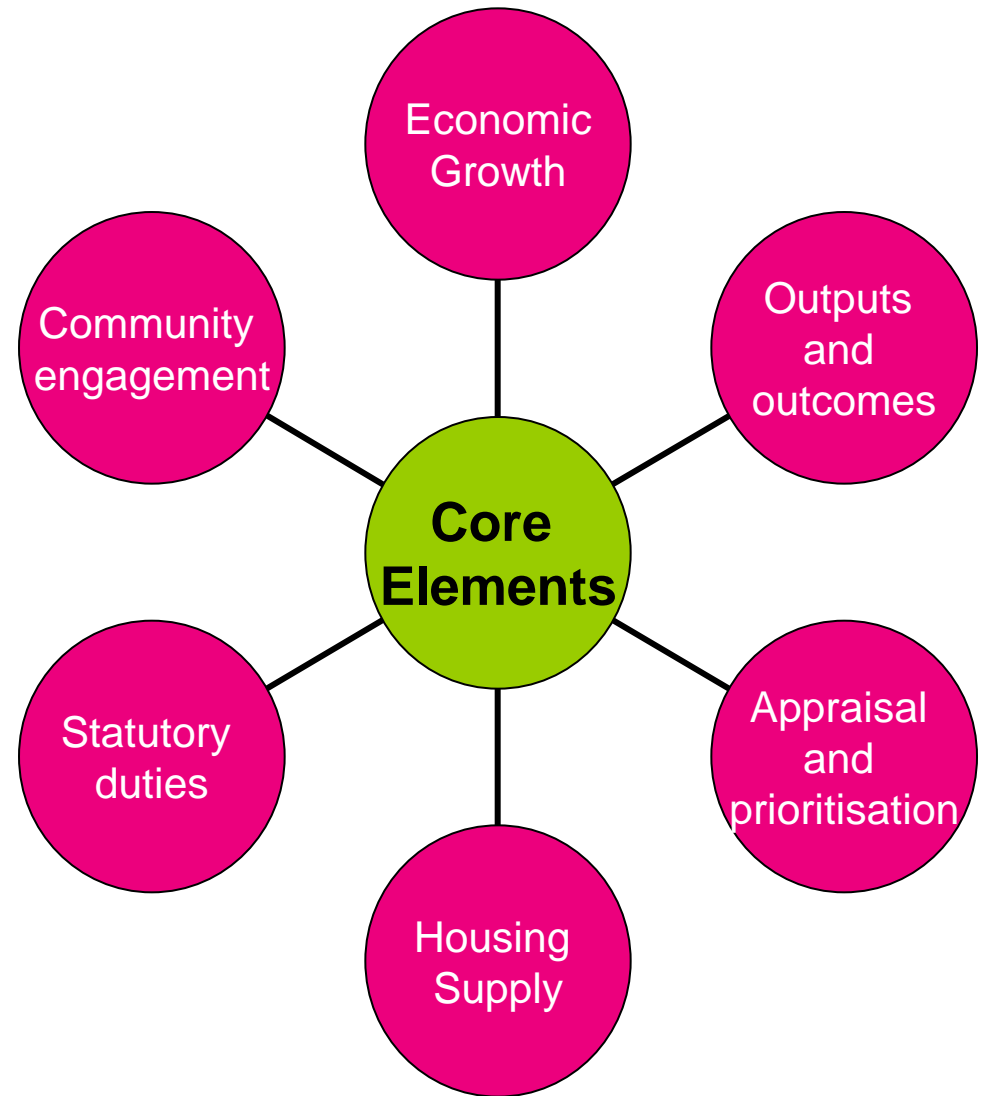 Economic
Growth
Outputs
and
outcomes
Community
engagement
Core
Elements
Appraisal
and
prioritisation
Statutory
duties
Housing
Supply